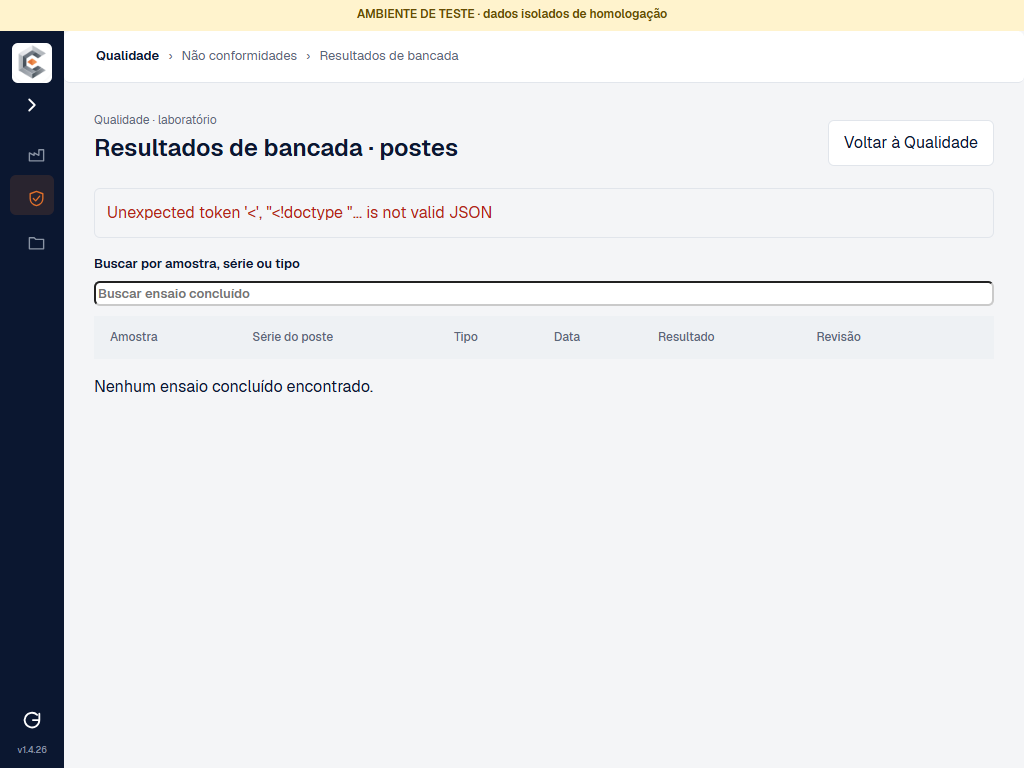 AMBIENTE DE TESTE · dados isolados de homologação
Qualidade › Não conformidades › Resultados de bancada
Qualidade · laboratório
Resultados de bancada · postes
Voltar à Qualidade
Unexpected token '<', "<!doctype "... is not valid JSON
Buscar por amostra, série ou tipo
Buscar ensaio concluído
Amostra Série do poste Tipo Data Resultado Revisão
Nenhum ensaio concluído encontrado.
v1.4.26